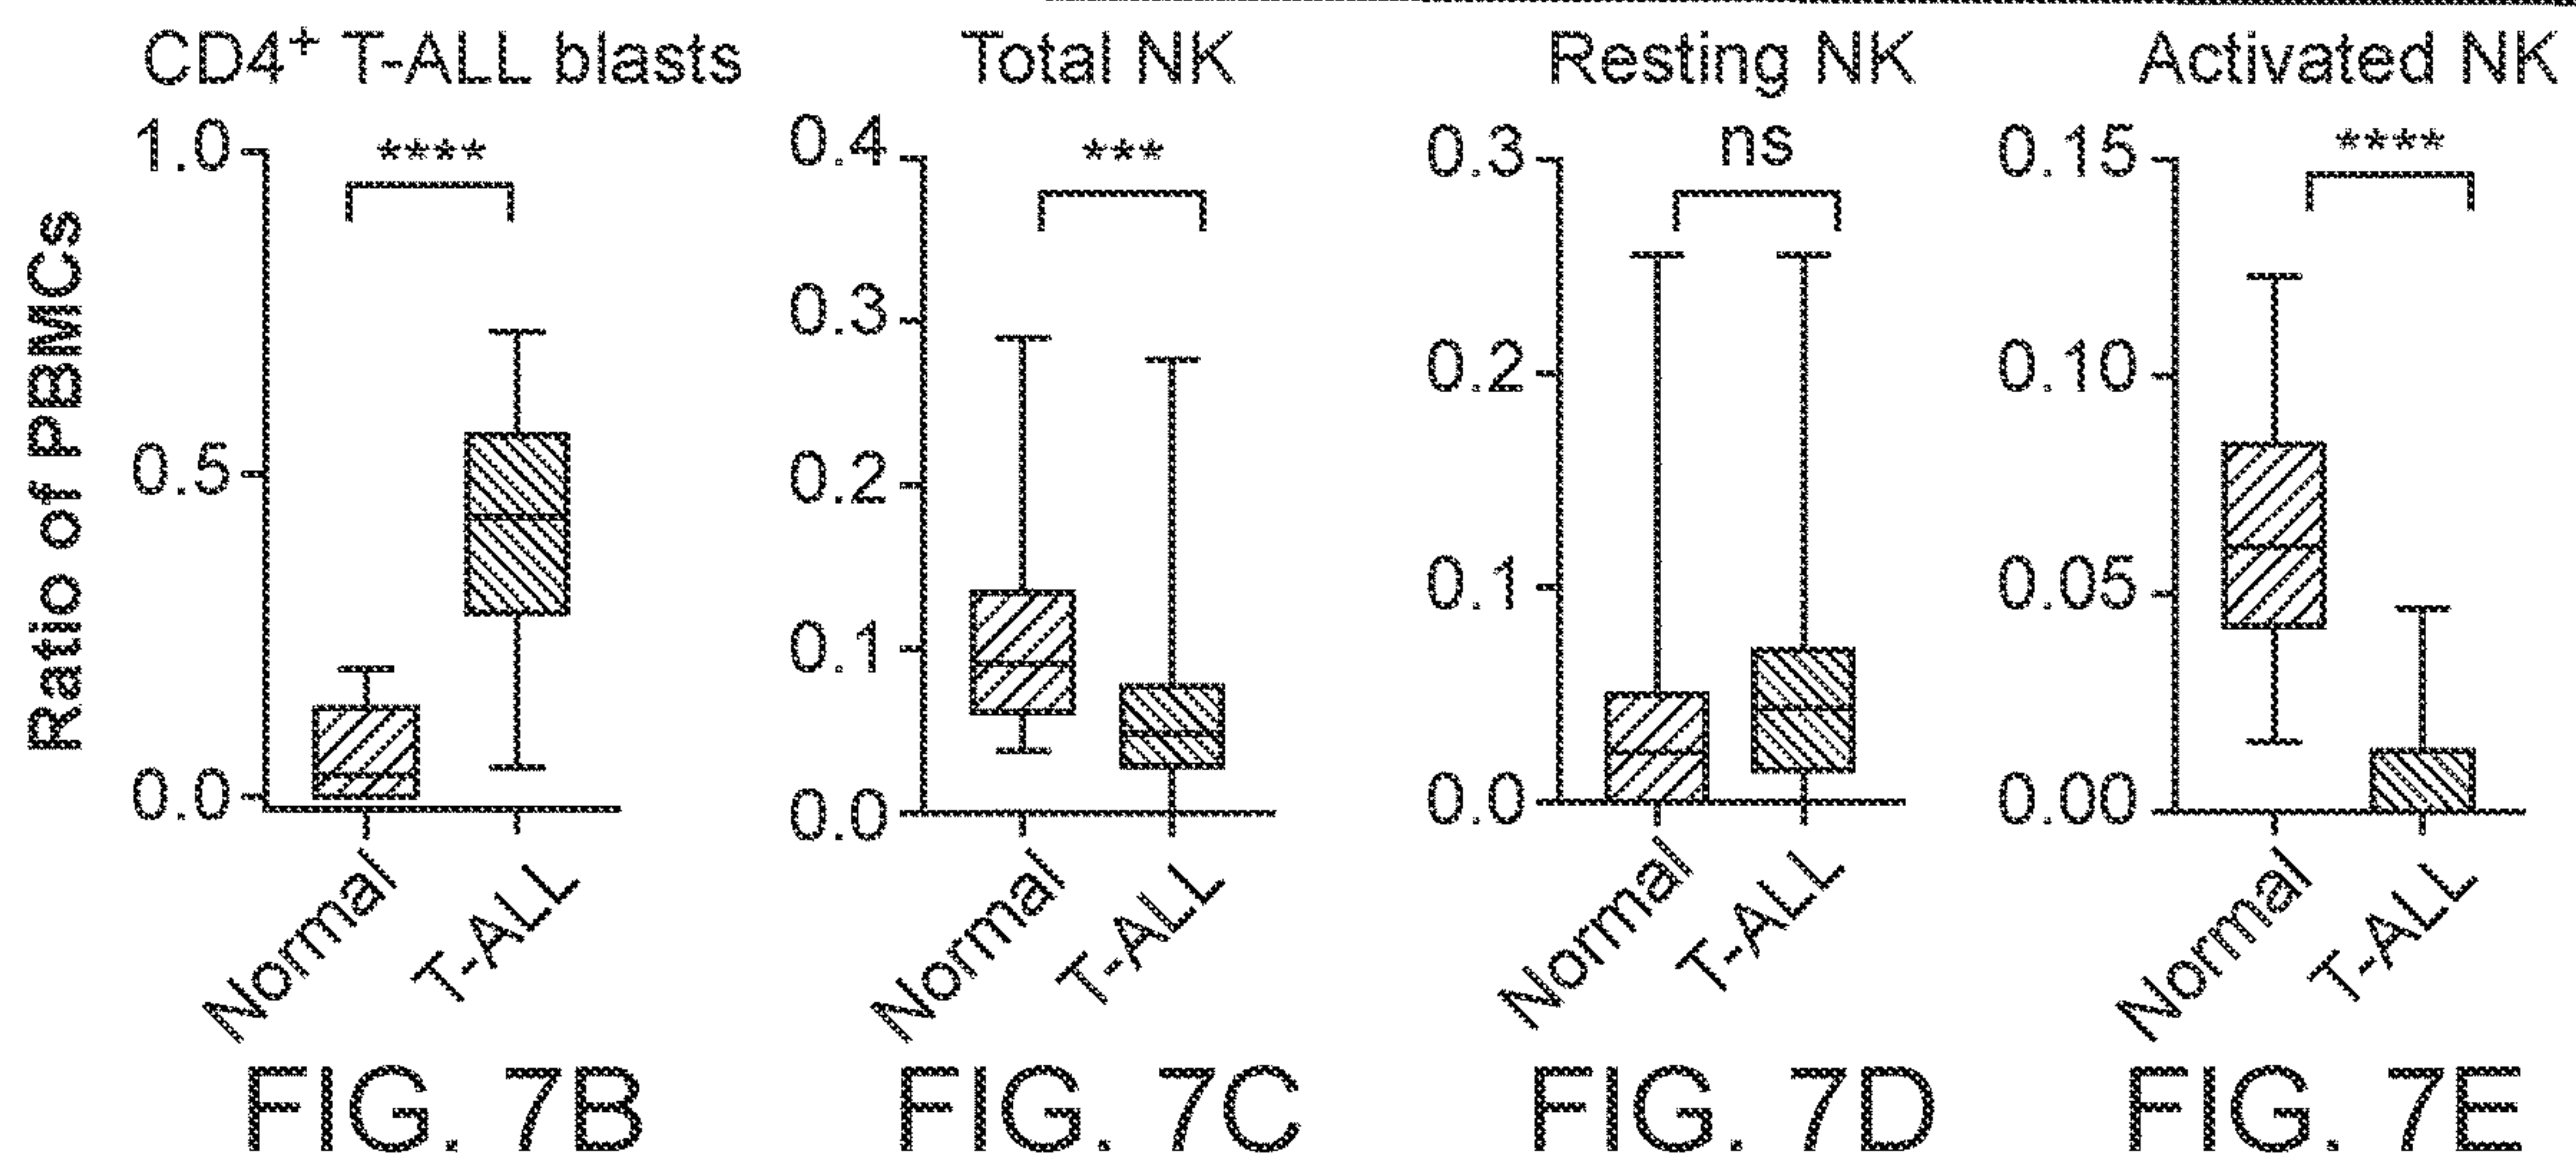 CD4⁺ T-ALL blasts
Total NK
Resting NK
Activated NK
Ratio of PBMCs
1.0
0.5
0.0
****
Normal
T-ALL
0.4
0.3
0.2
0.1
0.0
***
Normal
T-ALL
0.3
0.2
0.1
0.0
ns
Normal
T-ALL
0.15
0.10
0.05
0.00
****
Normal
T-ALL
FIG. 7B
FIG. 7C
FIG. 7D
FIG. 7E